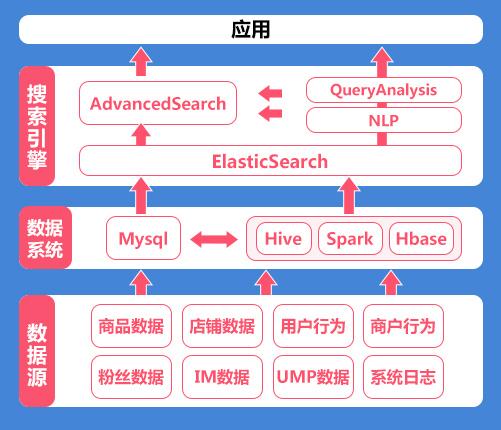 应用
搜索引擎
AdvancedSearch
QueryAnalysis
NLP
ElasticSearch
数据
系统
Mysql
Hive
Spark
Hbase
数据源
商品数据
店铺数据
用户行为
商户行为
粉丝数据
IM数据
UMP数据
系统日志